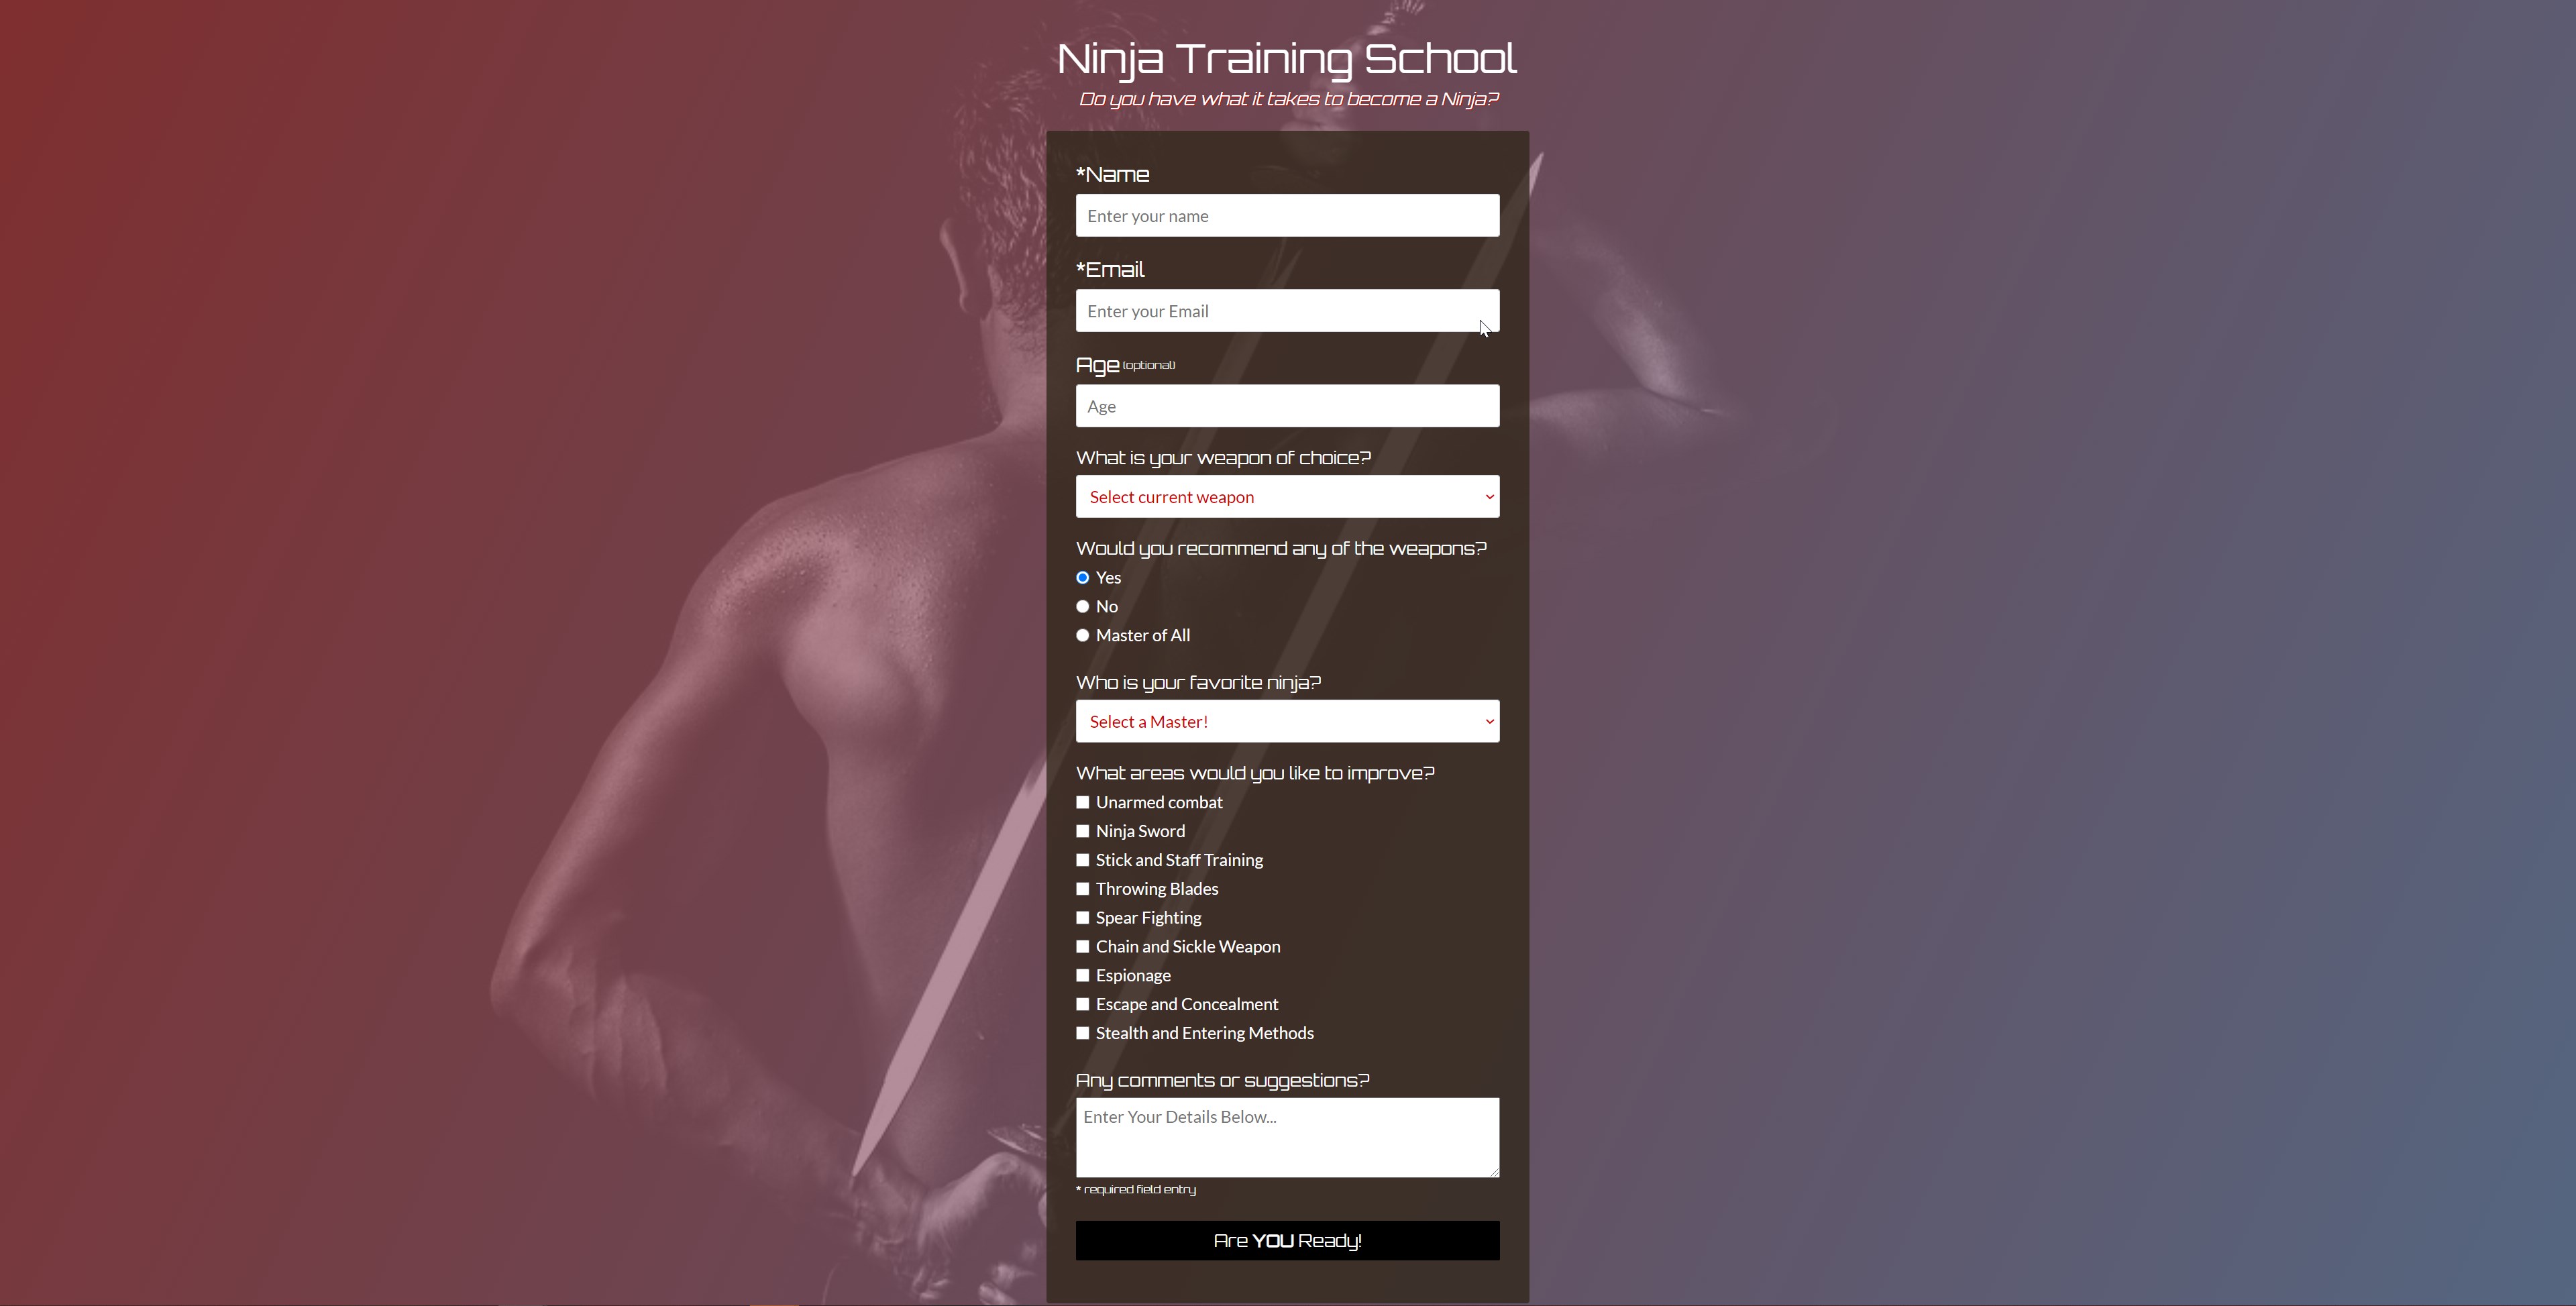 Ninja Training School
Do you have what it takes to become a Ninja?
*Name
Enter your name
*Email
Enter your Email
Age (optional)
Age
What is your weapon of choice?
Select current weapon
Would you recommend any of the weapons?
Yes
No
Master of All
Who is your favorite ninja?
Select a Master!
What areas would you like to improve?
Unarmed combat
Ninja Sword
Stick and Staff Training
Throwing Blades
Spear Fighting
Chain and Sickle Weapon
Espionage
Escape and Concealment
Stealth and Entering Methods
Any comments or suggestions?
Enter Your Details Below...
* required field entry
Are YOU Ready!